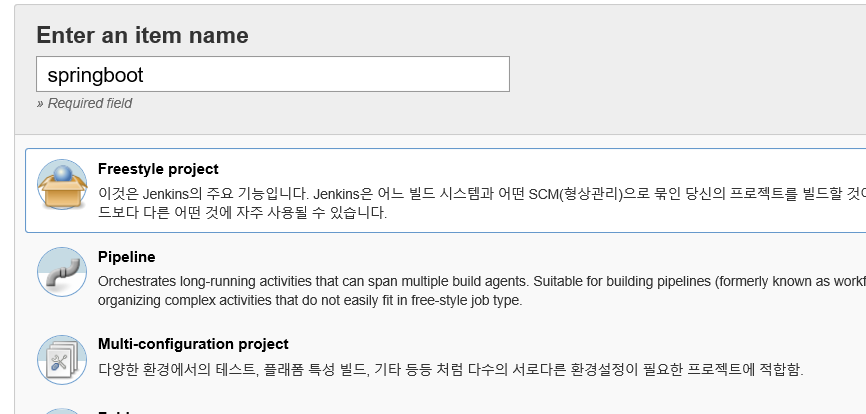 Enter an item name
springboot
» Required field
Freestyle project
이것은 Jenkins의 주요 기능입니다. Jenkins은 어느 빌드 시스템과 어떤 SCM(형상관리)으로 묶인 당신의 프로젝트를 빌드할 것이
드보다 다른 어떤 것에 자주 사용될 수 있습니다.
Pipeline
Orchestrates long-running activities that can span multiple build agents. Suitable for building pipelines (formerly known as workf
organizing complex activities that do not easily fit in free-style job type.
Multi-configuration project
다양한 환경에서의 테스트, 플래폼 특성 빌드, 기타 등등 처럼 다수의 서로다른 환경설정이 필요한 프로젝트에 적합함.